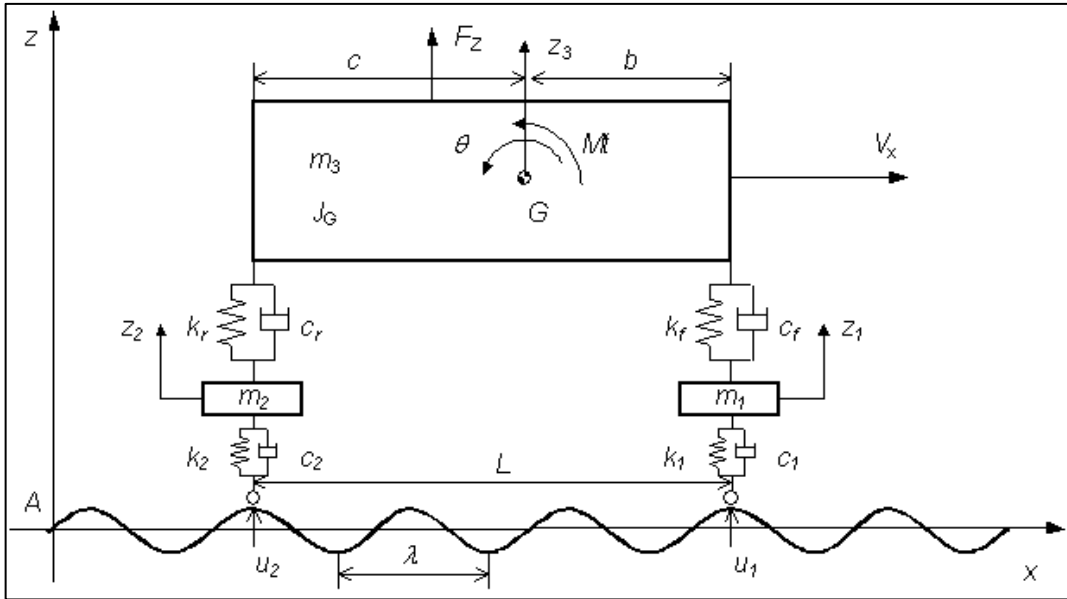 z
F_Z
z_3
c
b
θ
Mt
V_x
m_3
J_G
G
k_r
c_r
k_f
c_f
z_2
z_1
m_2
m_1
k_2
c_2
L
k_1
c_1
A
u_2
λ
u_1
x